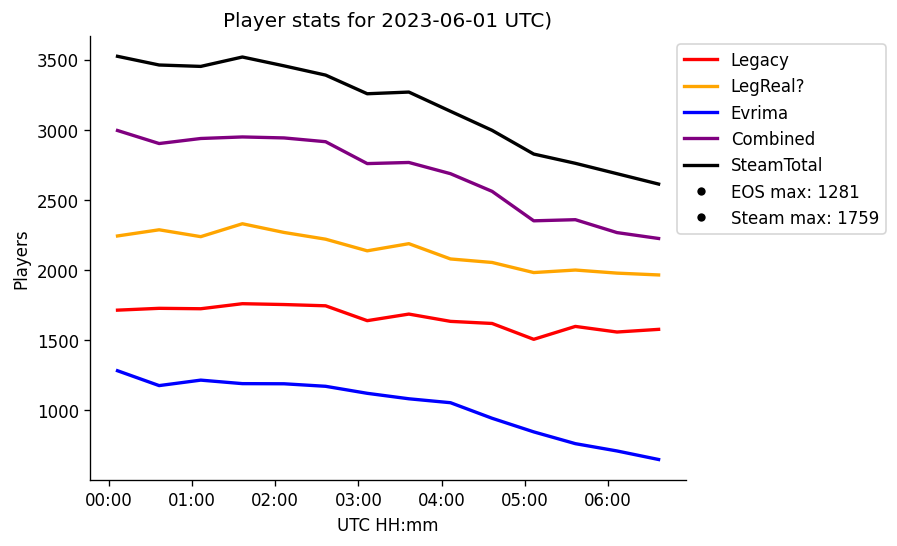 Player stats for 2023-06-01 UTC)
Legacy
LegReal?
Evrima
Combined
SteamTotal
EOS max: 1281
Steam max: 1759
Players
3500
3000
2500
2000
1500
1000
00:00 01:00 02:00 03:00 04:00 05:00 06:00
UTC HH:mm